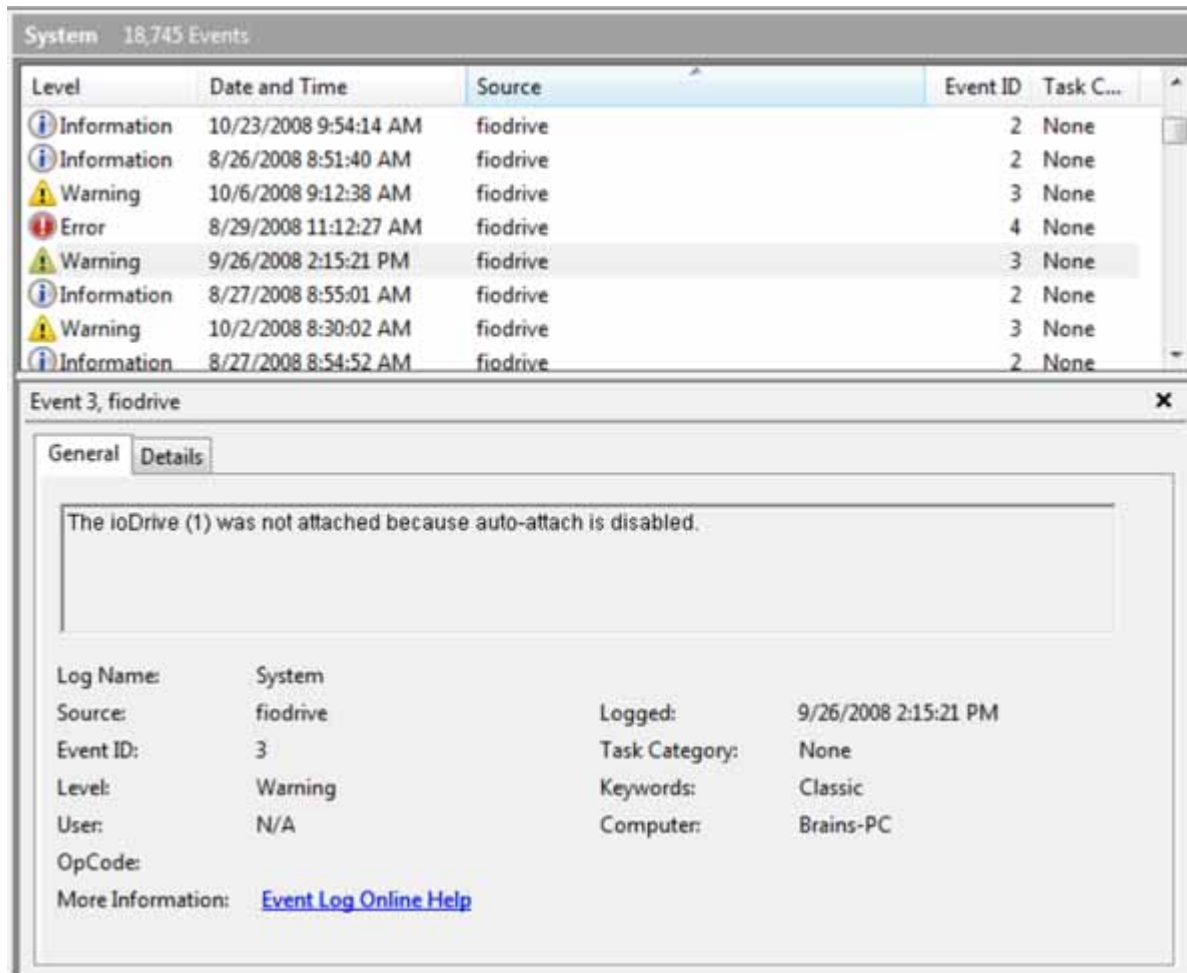 System 18,745 Events
Level Date and Time Source Event ID Task C...
Information 10/23/2008 9:54:14 AM fiodrive 2 None
Information 8/26/2008 8:51:40 AM fiodrive 2 None
Warning 10/6/2008 9:12:38 AM fiodrive 3 None
Error 8/29/2008 11:12:27 AM fiodrive 4 None
Warning 9/26/2008 2:15:21 PM fiodrive 3 None
Information 8/27/2008 8:55:01 AM fiodrive 2 None
Warning 10/2/2008 8:30:02 AM fiodrive 3 None
Information 8/27/2008 8:54:52 AM fiodrive 2 None
Event 3, fiodrive
General Details
The ioDrive (1) was not attached because auto-attach is disabled.
Log Name: System
Source: fiodrive Logged: 9/26/2008 2:15:21 PM
Event ID: 3 Task Category: None
Level: Warning Keywords: Classic
User: N/A Computer: Brains-PC
OpCode:
More Information: Event Log Online Help